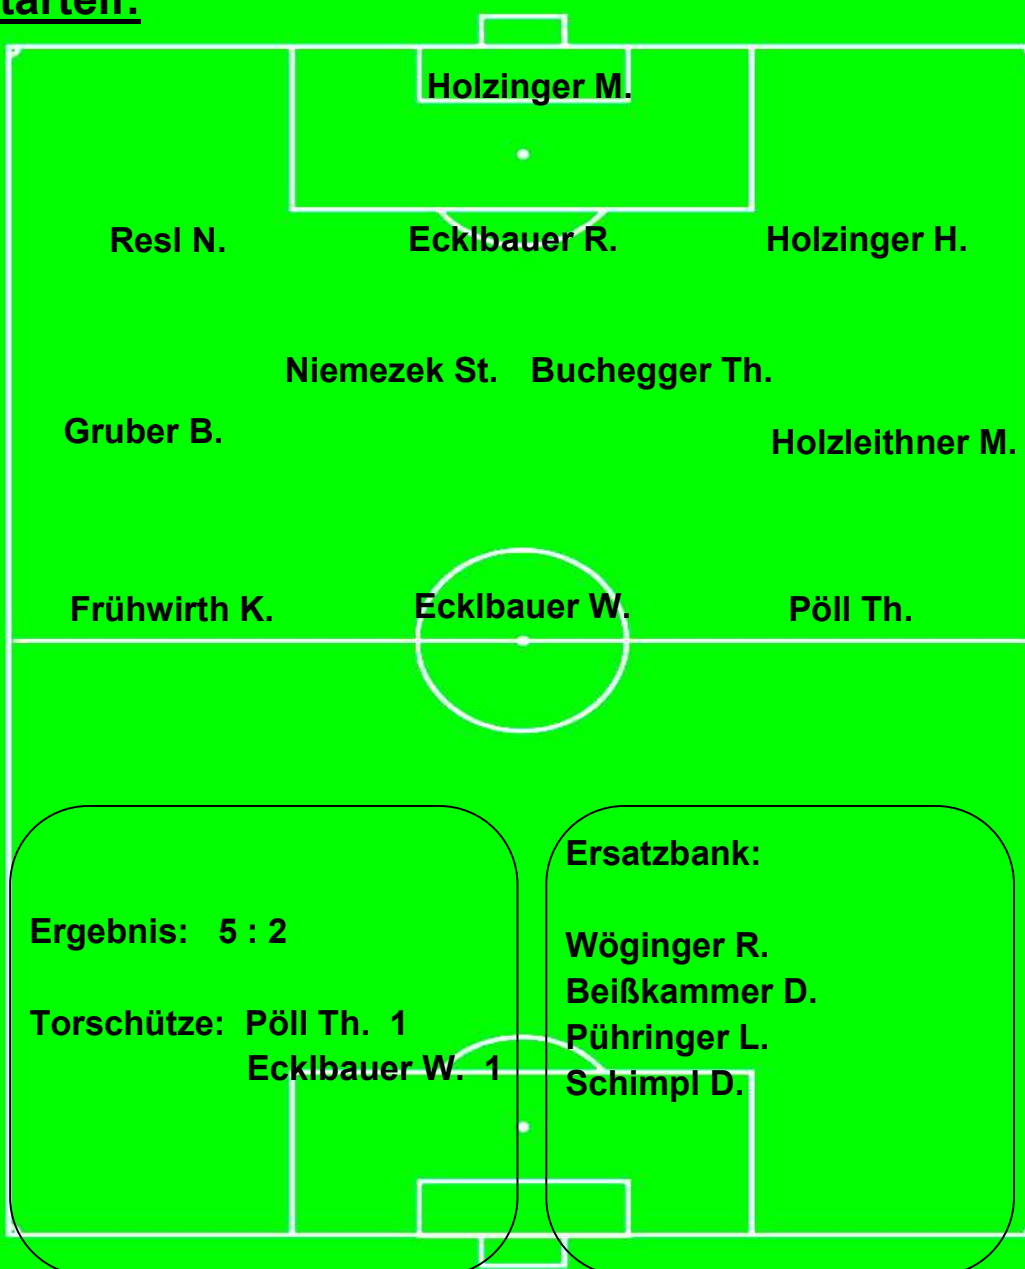 Holzinger M.
Resl N. Ecklbauer R. Holzinger H.
Niemezek St. Buchegger Th.
Gruber B. Holzleithner M.
Frühwirth K. Ecklbauer W. Pöll Th.
Ergebnis: 5 : 2
Torschütze: Pöll Th. 1
Ecklbauer W. 1
Ersatzbank:
Wöginger R.
Beißkammer D.
Pühringer L.
Schimpl D.